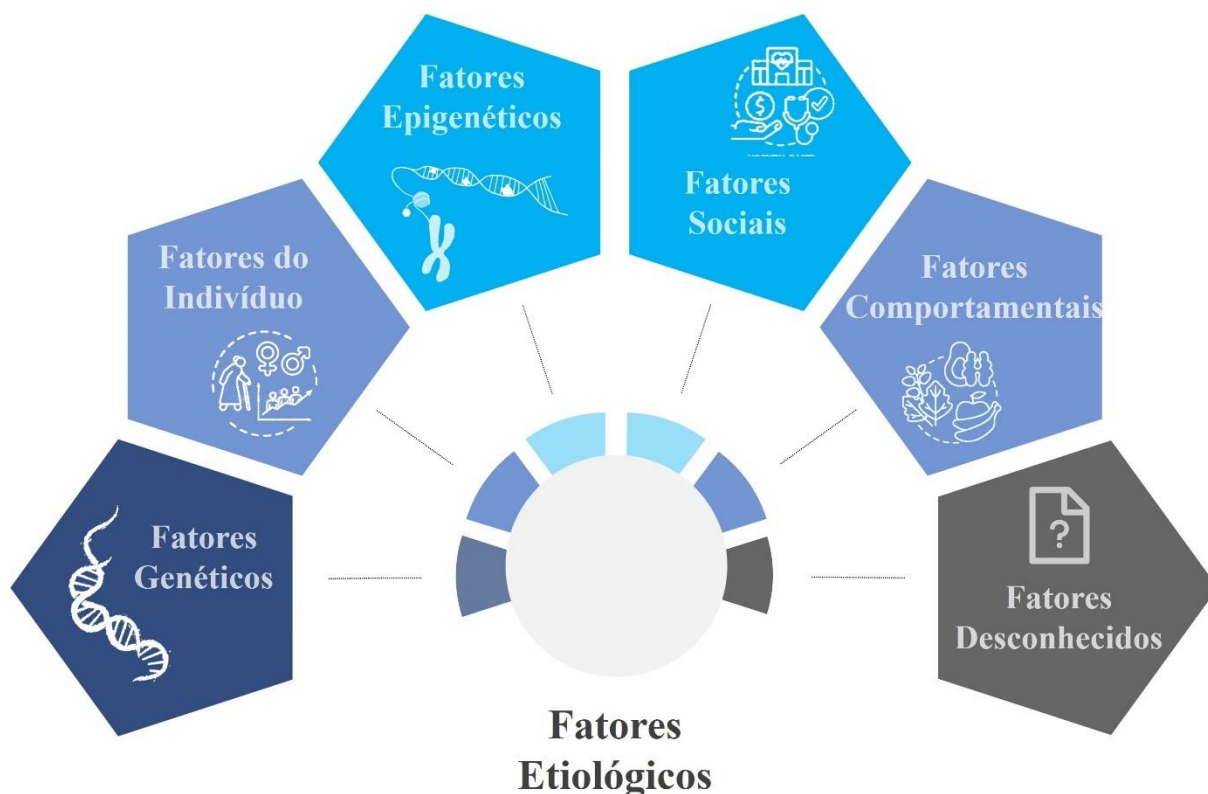 Fatores
Epigenéticos
Fatores
Sociais
Fatores do
Indivíduo
Fatores
Comportamentais
Fatores
Genéticos
?
Fatores
Desconhecidos
$
Fatores
Etiológicos